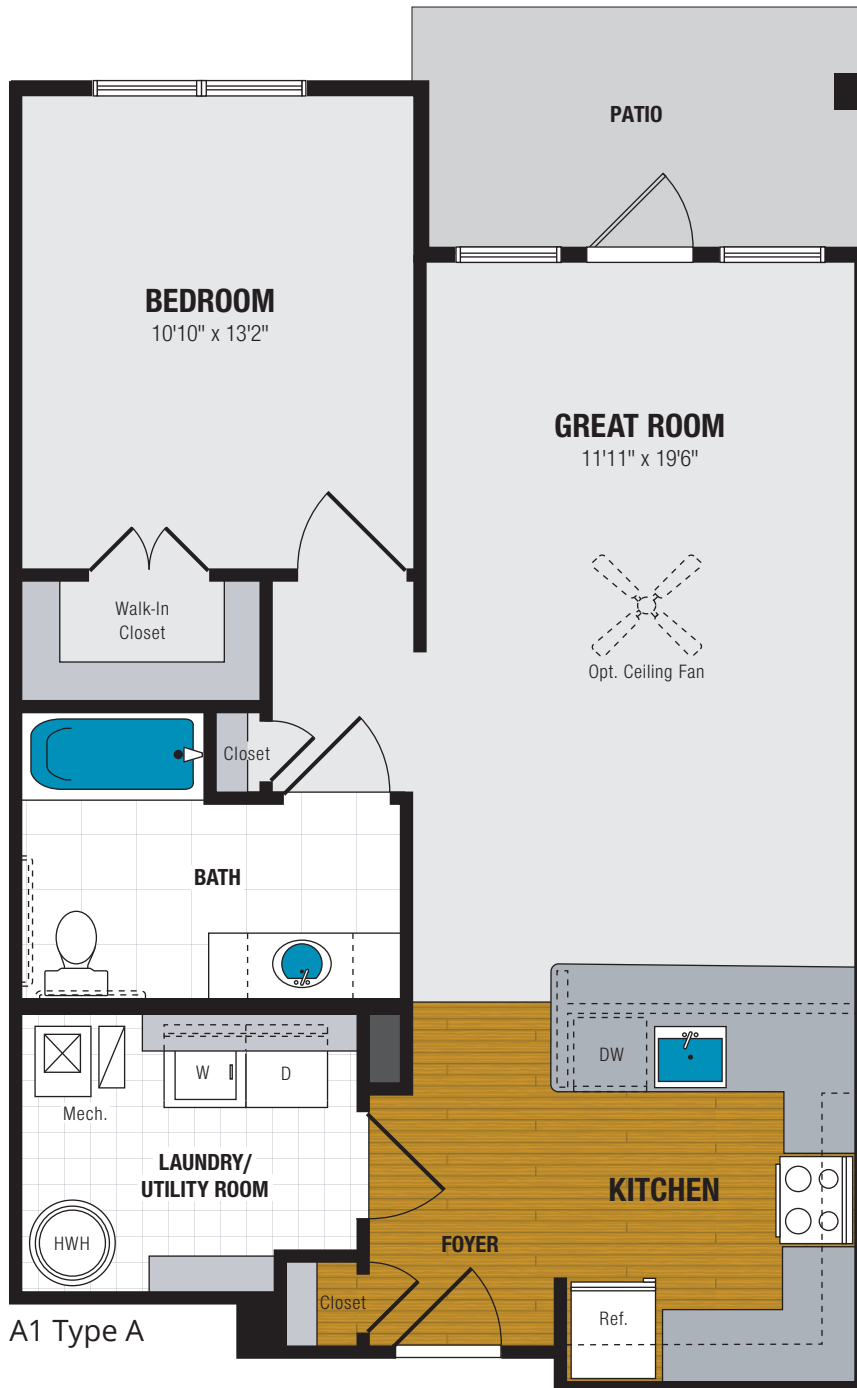 PATIO
BEDROOM
10'10" x 13'2"
GREAT ROOM
11'11" x 19'6"
Walk-In
Closet
Opt. Ceiling Fan
Closet
BATH
DW
W
D
Mech.
LAUNDRY/
UTILITY ROOM
KITCHEN
HWH
FOYER
Closet
Ref.
A1 Type A